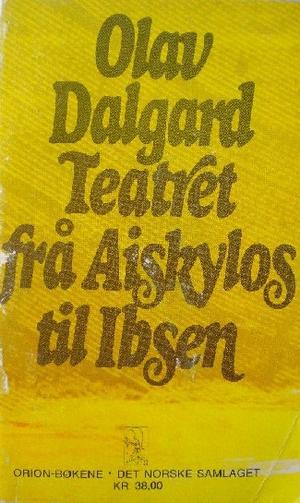 Olav
Dalgard
Teatret
frå Aiskylos
til Ibsen
ORION-BØKENE · DET NORSKE SAMLAGET
KR 38,00